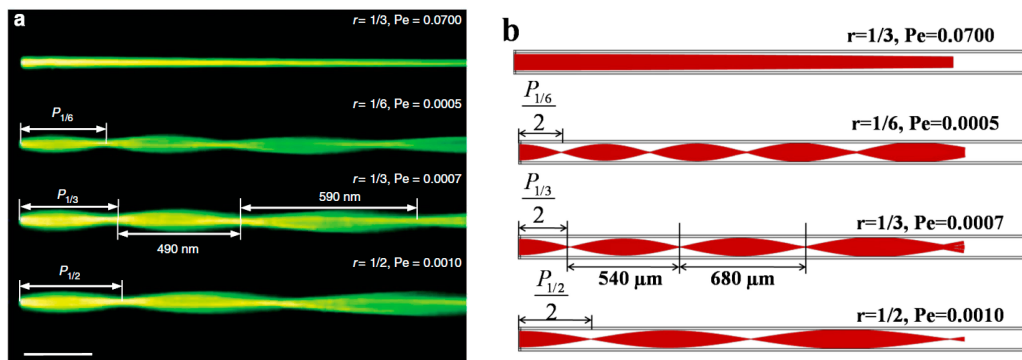 a
r= 1/3, Pe = 0.0700
r= 1/6, Pe = 0.0005
P1/6
r= 1/3, Pe = 0.0007
P1/3
590 nm
490 nm
r= 1/2, Pe = 0.0010
P1/2
b
r=1/3, Pe=0.0700
P1/6
2
r=1/6, Pe=0.0005
P1/3
2
r=1/3, Pe=0.0007
540 µm
680 µm
P1/2
2
r=1/2, Pe=0.0010